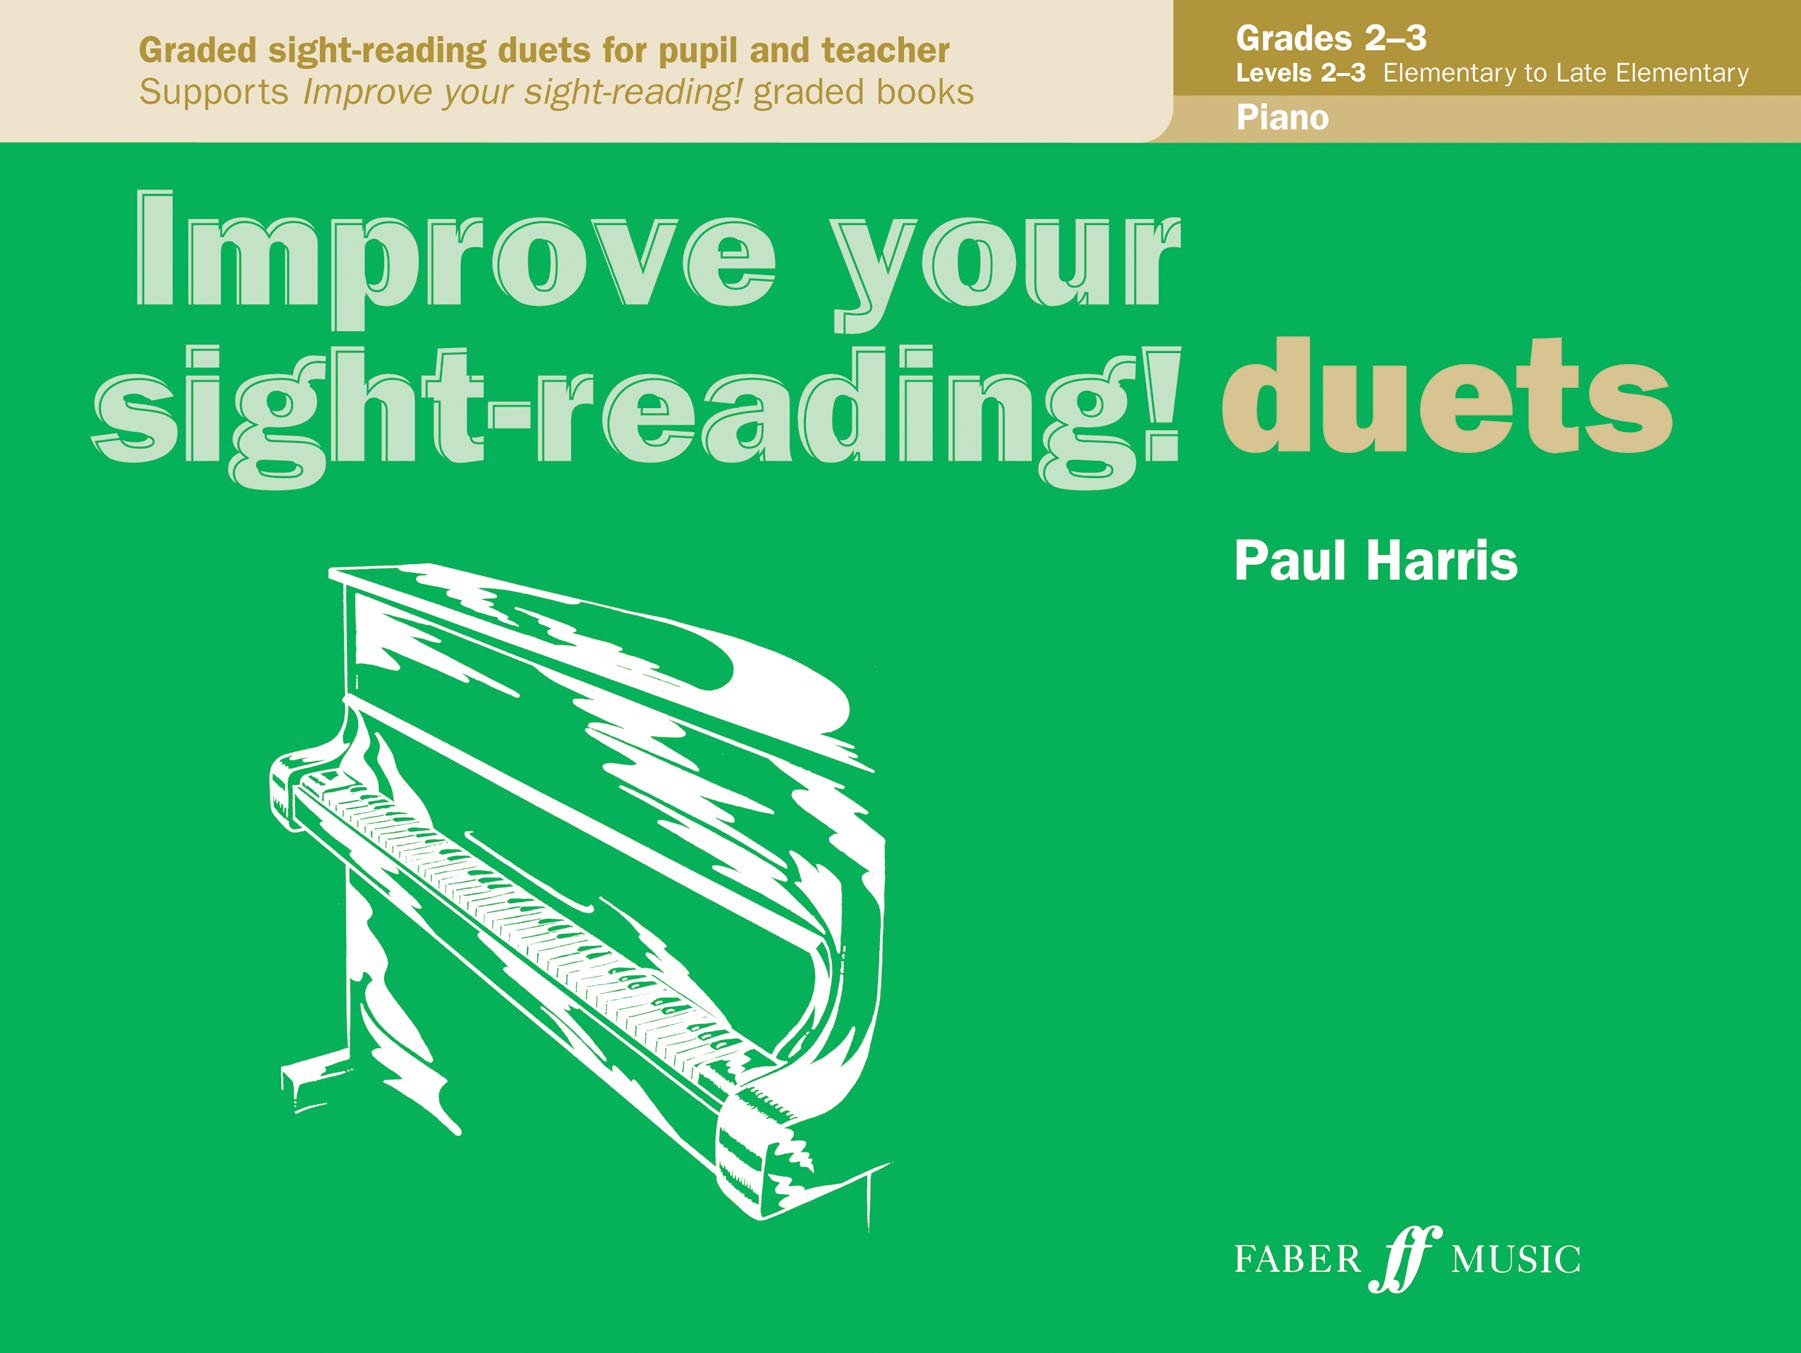 Graded sight-reading duets for pupil and teacher
Supports Improve your sight-reading! graded books
Grades 2–3
Levels 2–3 Elementary to Late Elementary
Piano
Improve your
sight-reading! duets
Paul Harris
FABER ff MUSIC